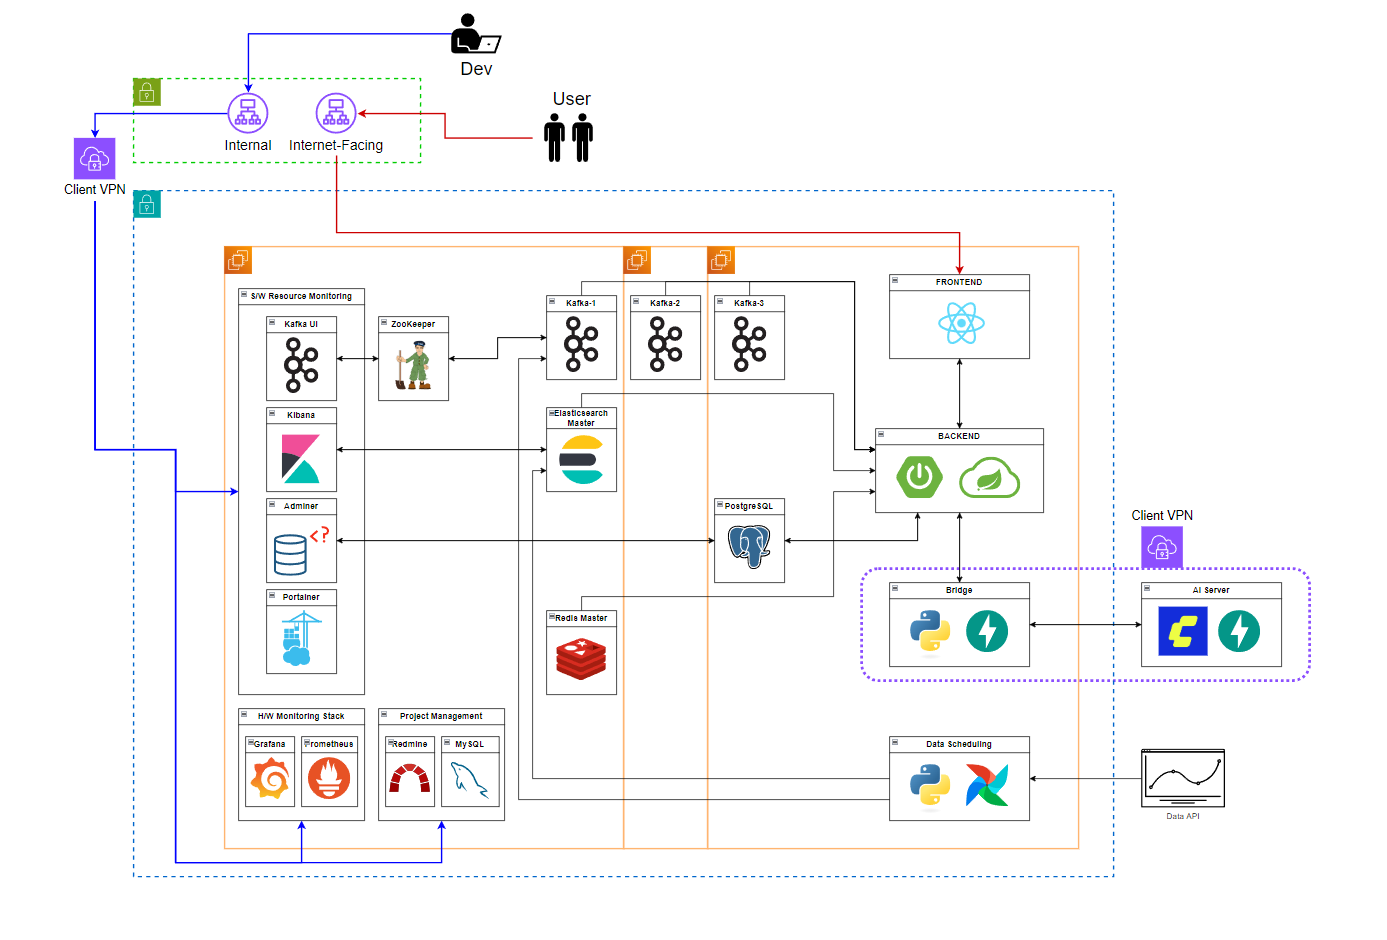 Dev
User
Internal
Internet-Facing
Client VPN
S/W Resource Monitoring
FRONTEND
Kafka UI
ZooKeeper
Kafka-1
Kafka-2
Kafka-3
Kibana
Elasticsearch
Master
BACKEND
Adminer
<?
PostgreSQL
Client VPN
Portainer
Redis Master
Bridge
AI Server
H/W Monitoring Stack
Project Management
Grafana
Prometheus
Redmine
MySQL
Data Scheduling
Data API